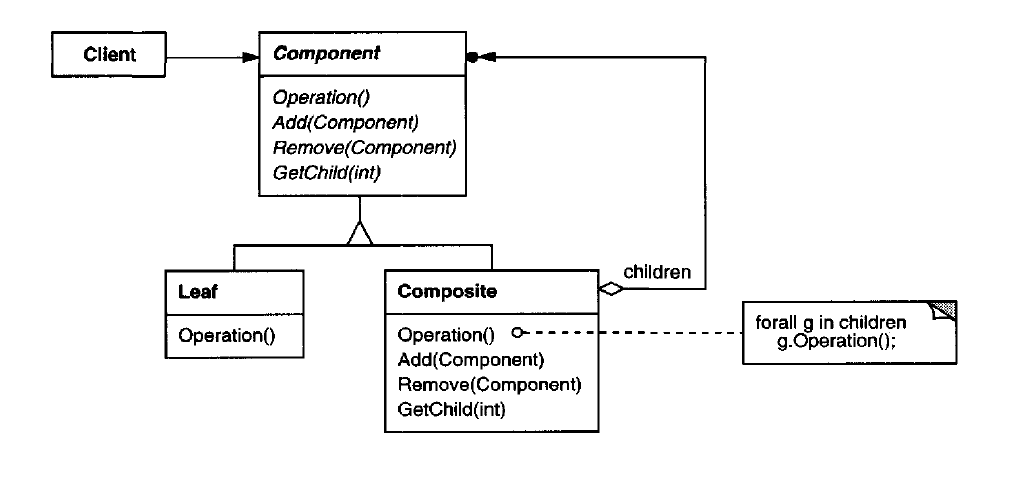 Client
Component
Operation()
Add(Component)
Remove(Component)
GetChild(int)
children
Leaf
Operation()
Composite
Operation()
Add(Component)
Remove(Component)
GetChild(int)
forall g in children
g.Operation();